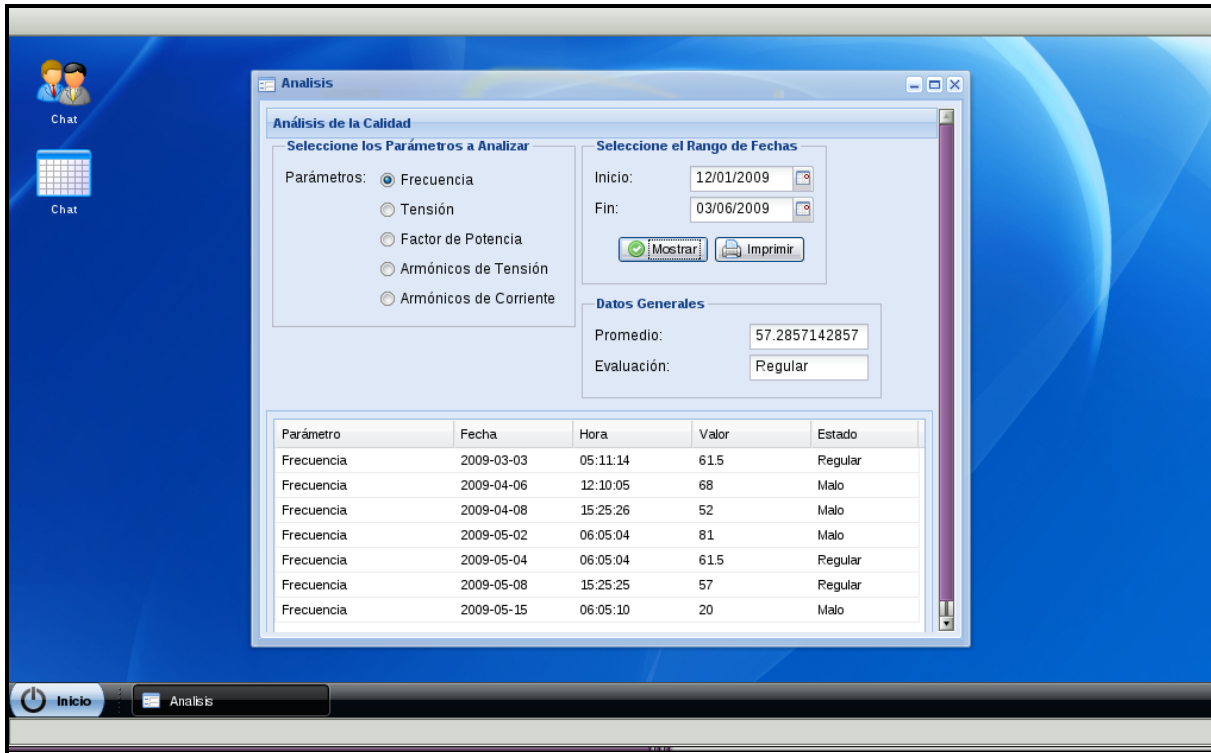 Chat
Chat
Analisis
Análisis de la Calidad
Seleccione los Parámetros a Analizar
Parámetros:
Frecuencia
Tensión
Factor de Potencia
Armónicos de Tensión
Armónicos de Corriente
Seleccione el Rango de Fechas
Inicio: 12/01/2009
Fin: 03/06/2009
Mostrar Imprimir
Datos Generales
Promedio: 57.2857142857
Evaluación: Regular
Parámetro Fecha Hora Valor Estado
Frecuencia 2009-03-03 05:11:14 61.5 Regular
Frecuencia 2009-04-06 12:10:05 68 Malo
Frecuencia 2009-04-08 15:25:26 52 Malo
Frecuencia 2009-05-02 06:05:04 81 Malo
Frecuencia 2009-05-04 06:05:04 61.5 Regular
Frecuencia 2009-05-08 15:25:25 57 Regular
Frecuencia 2009-05-15 06:05:10 20 Malo
Inicio Analisis